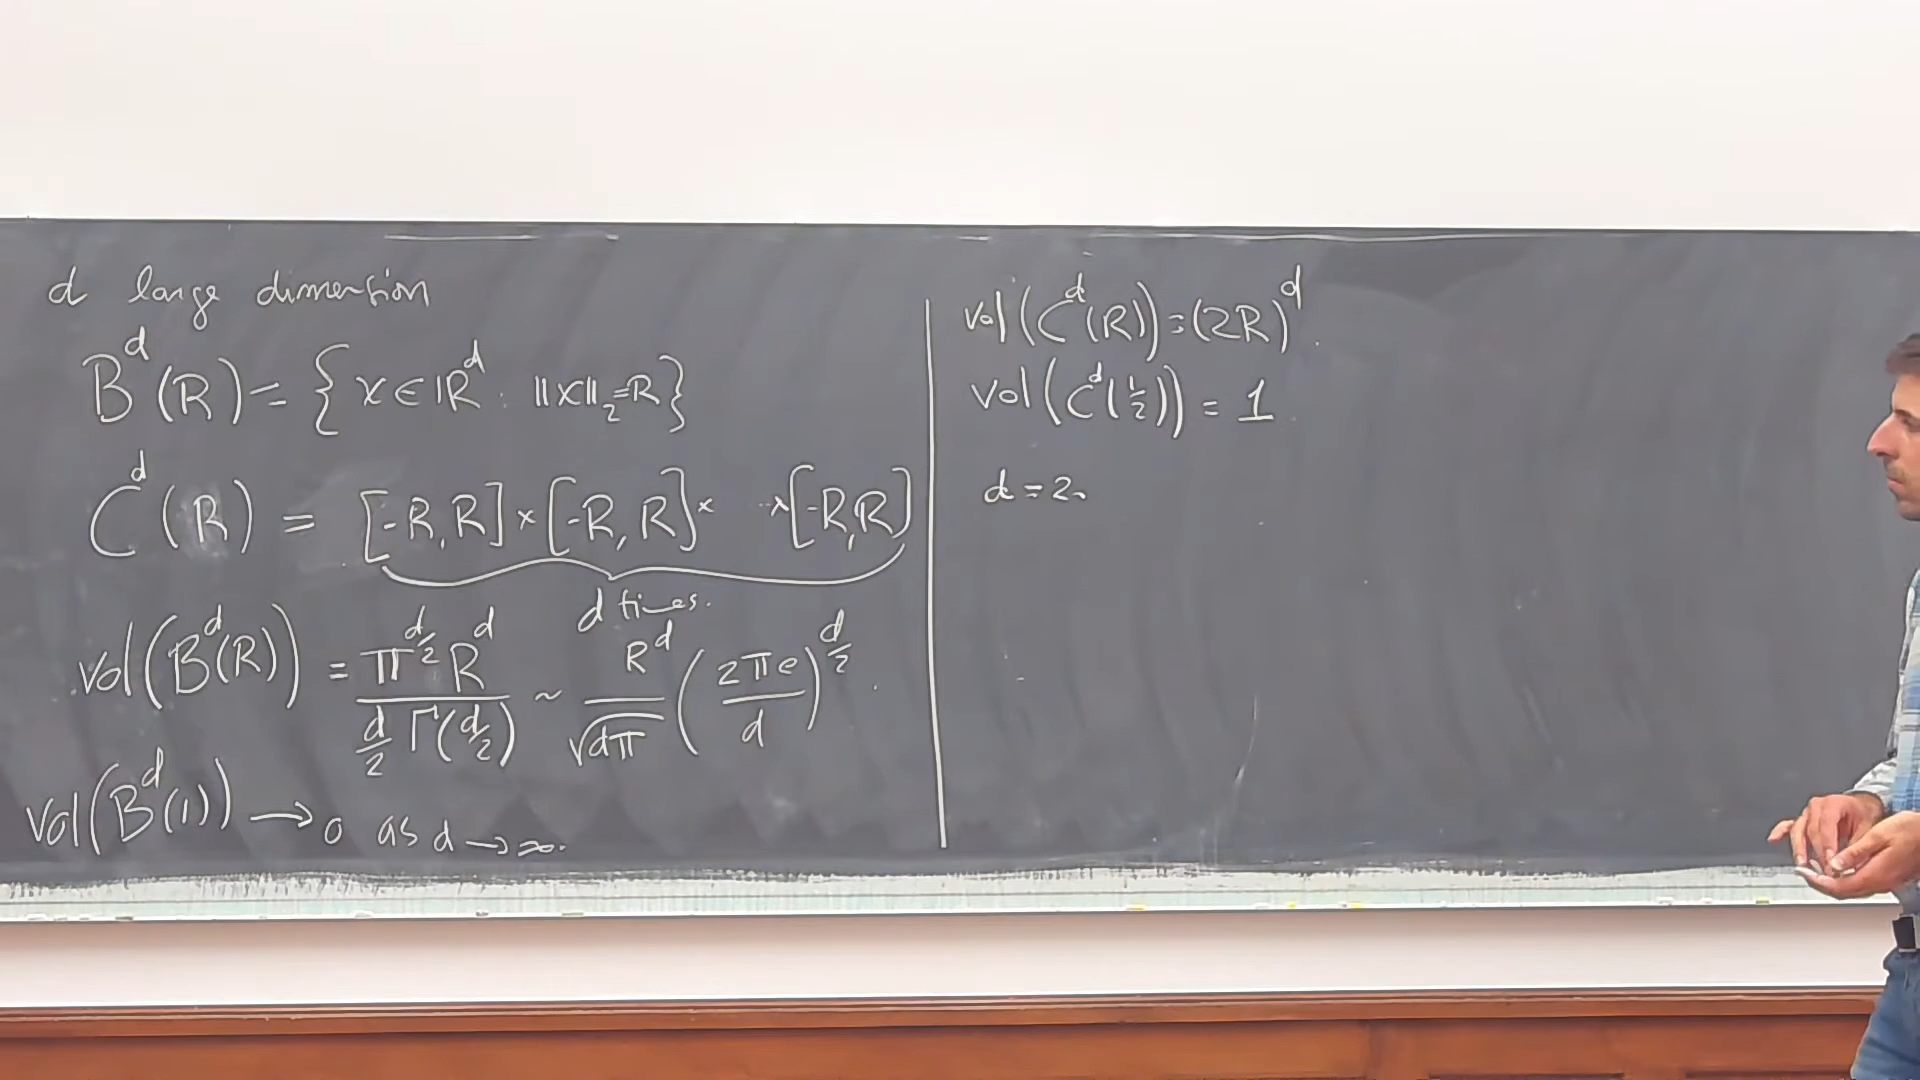 d large dimension
B^d(R) = { x ∈ ℝ^d : ||x||_2 = R }
C^d(R) = [-R,R] × [-R,R] × ... × [-R,R]
d times.
vol(B^d(R)) = π^{d/2} R^d / (d/2 Γ(d/2)) ~ R^d / √(dπ) (2πe / d)^{d/2}.
vol(B^d(1)) → 0 as d → ∞.
vol(C^d(R)) = (2R)^d.
vol(C^d(1/2)) = 1
d = 2.